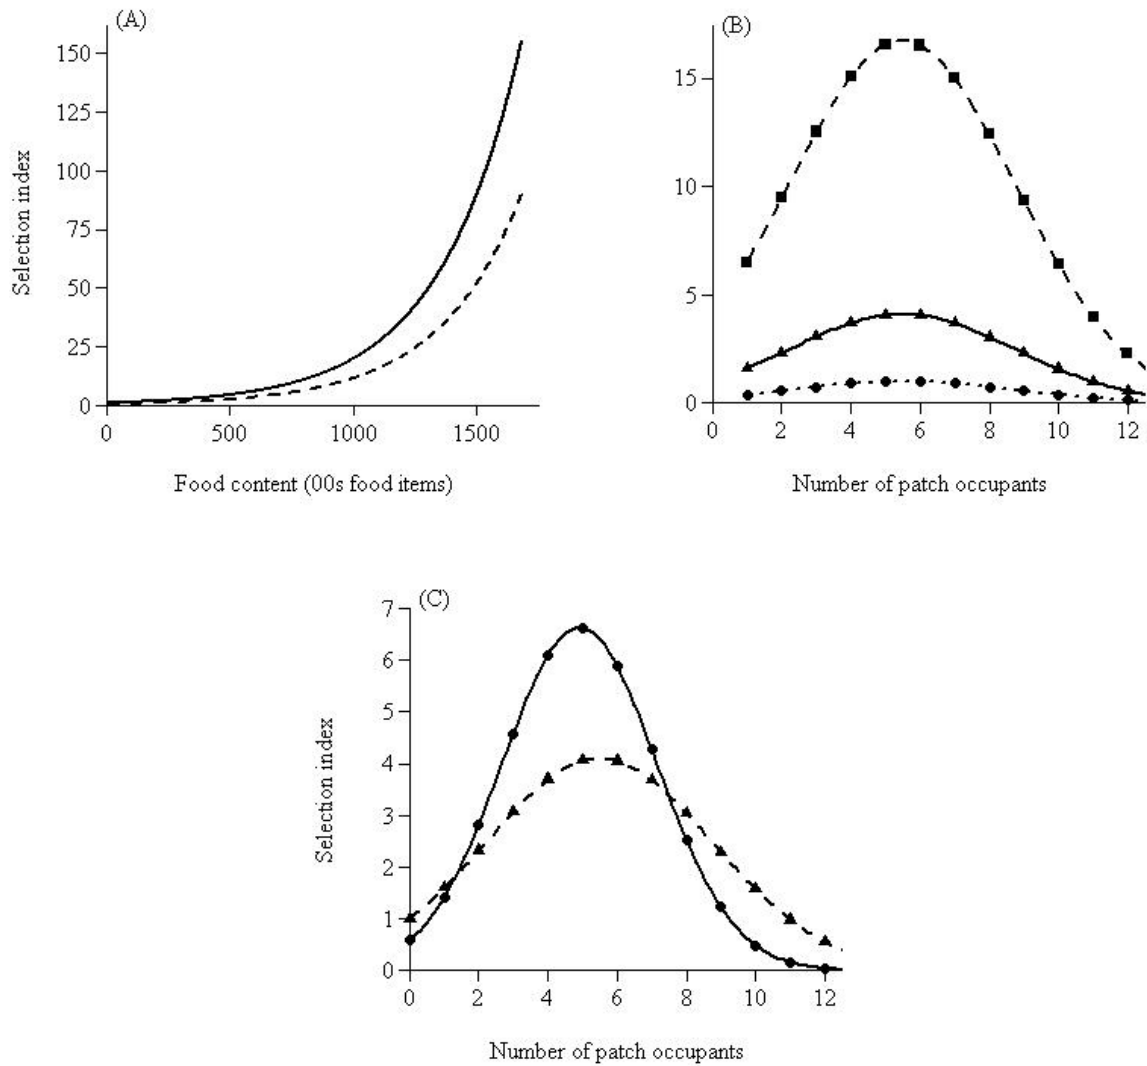 (A)
150
125
100
75
50
25
0
0 500 1000 1500
Selection index
Food content (00s food items)
(B)
15
10
5
0
0 2 4 6 8 10 12
Number of patch occupants
(C)
7
6
5
4
3
2
1
0
0 2 4 6 8 10 12
Selection index
Number of patch occupants